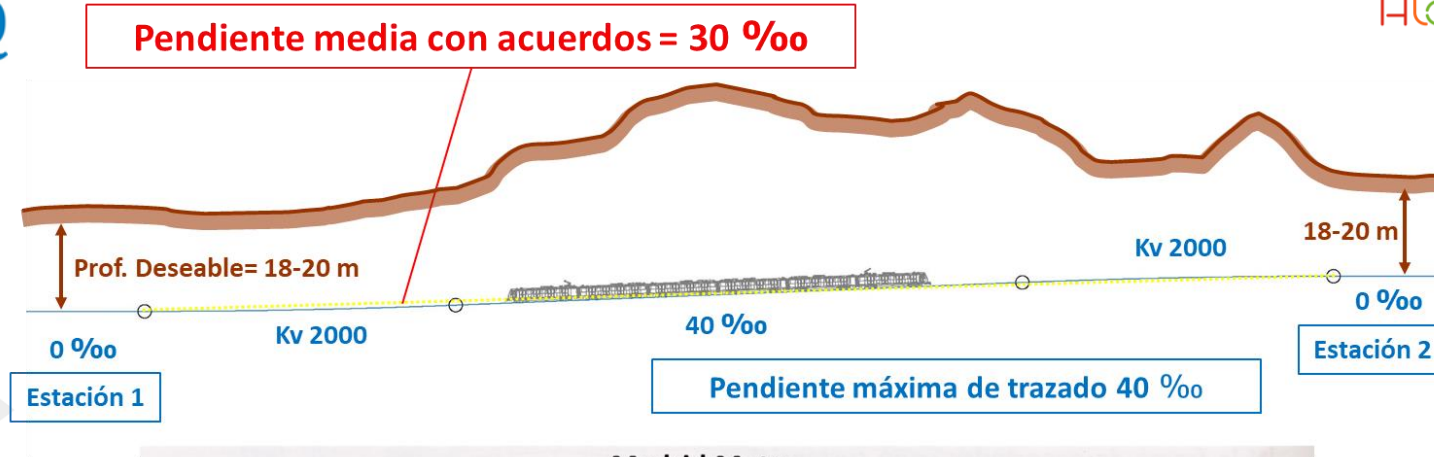 Pendiente media con acuerdos = 30 ‰
Prof. Deseable= 18-20 m
18-20 m
Kv 2000
Kv 2000
40 ‰
0 ‰
0 ‰
Estación 1
Estación 2
Pendiente máxima de trazado 40 ‰